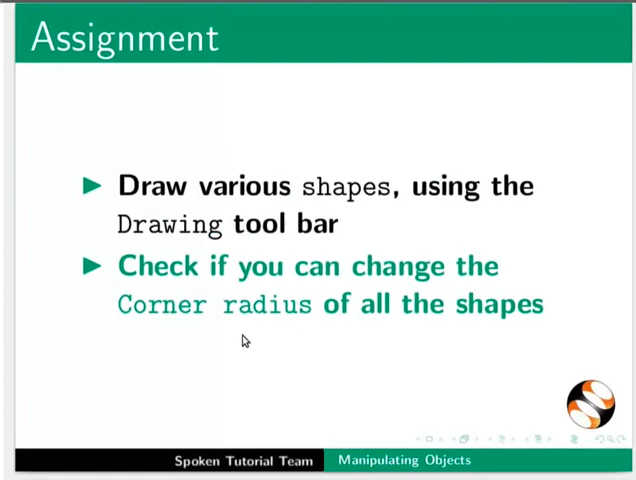 Assignment
Draw various shapes, using the
Drawing tool bar
Check if you can change the
Corner radius of all the shapes
Spoken Tutorial Team
Manipulating Objects